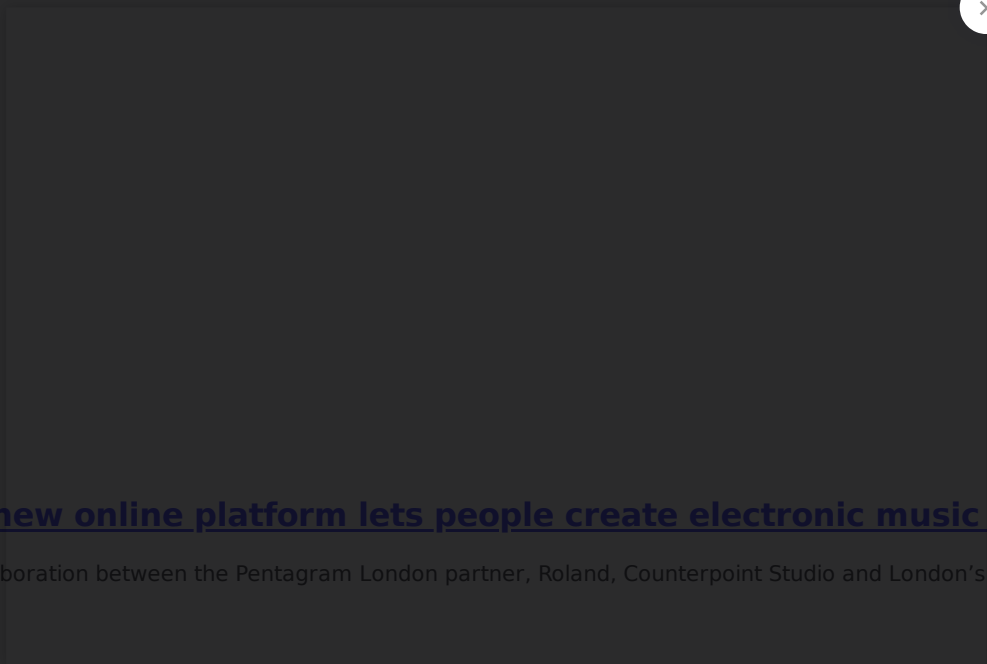 new online platform lets people create electronic music
boration between the Pentagram London partner, Roland, Counterpoint Studio and London’s